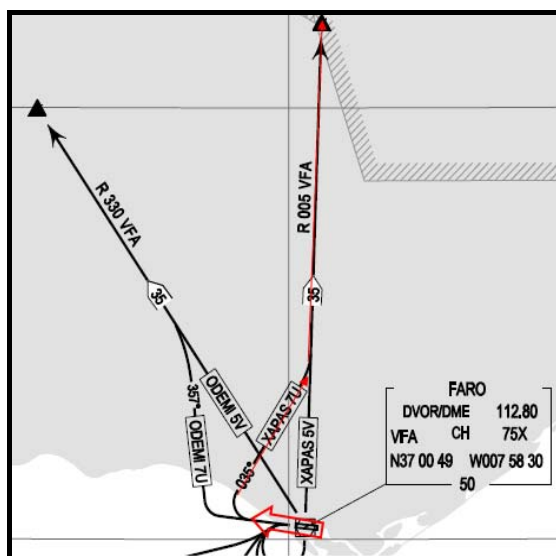 R 330 VFA
R 005 VFA
35
35
ODEMI 5V
357°
ODEMI 7U
XAPAS 7U
035°
XAPAS 5V
FARO
DVOR/DME 112.80
VFA CH 75X
N37 00 49 W007 58 30
50